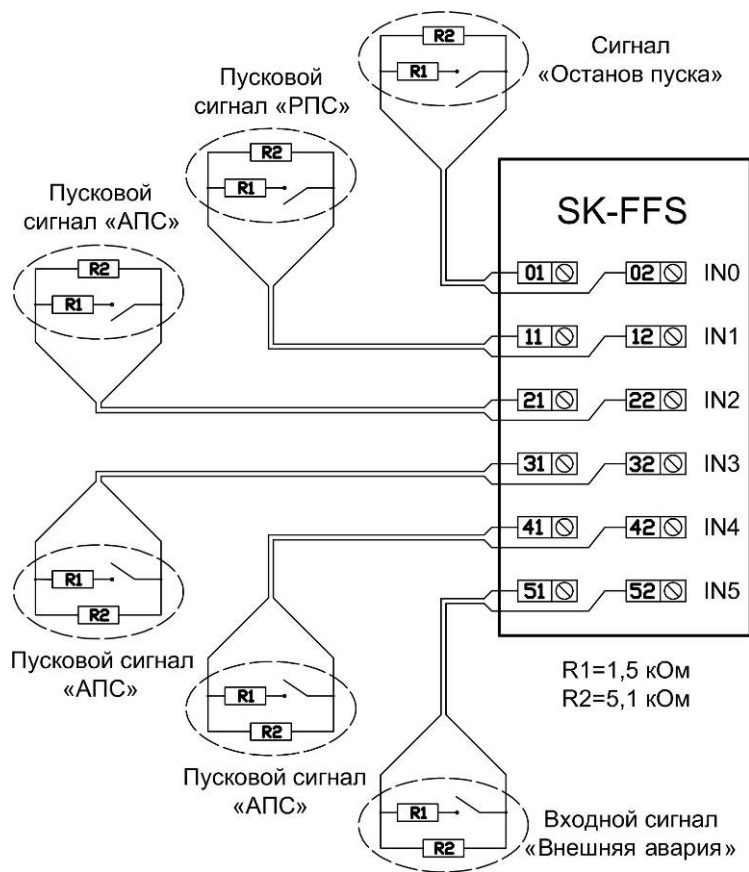 R2
R1
Сигнал
«Останов пуска»
Пусковой
сигнал «РПС»
R2
R1
Пусковой
сигнал «АПС»
R2
R1
SK-FFS
01 02 IN0
11 12 IN1
21 22 IN2
31 32 IN3
41 42 IN4
51 52 IN5
R1
R2
Пусковой сигнал
«АПС»
R1
R2
Пусковой сигнал
«АПС»
R1=1,5 кОм
R2=5,1 кОм
R1
R2
Входной сигнал
«Внешняя авария»